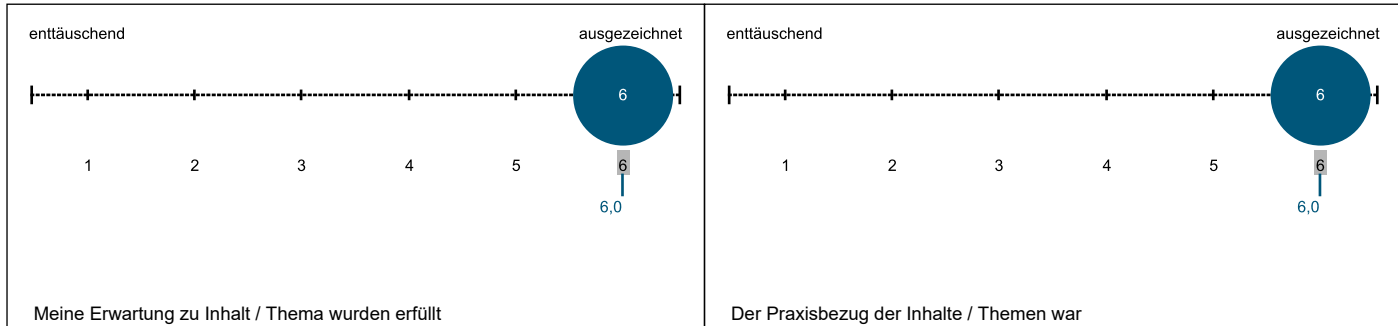 enttäuschend ausgezeichnet
6
1 2 3 4 5 6
6,0
Meine Erwartung zu Inhalt / Thema wurden erfüllt
enttäuschend ausgezeichnet
6
1 2 3 4 5 6
6,0
Der Praxisbezug der Inhalte / Themen war